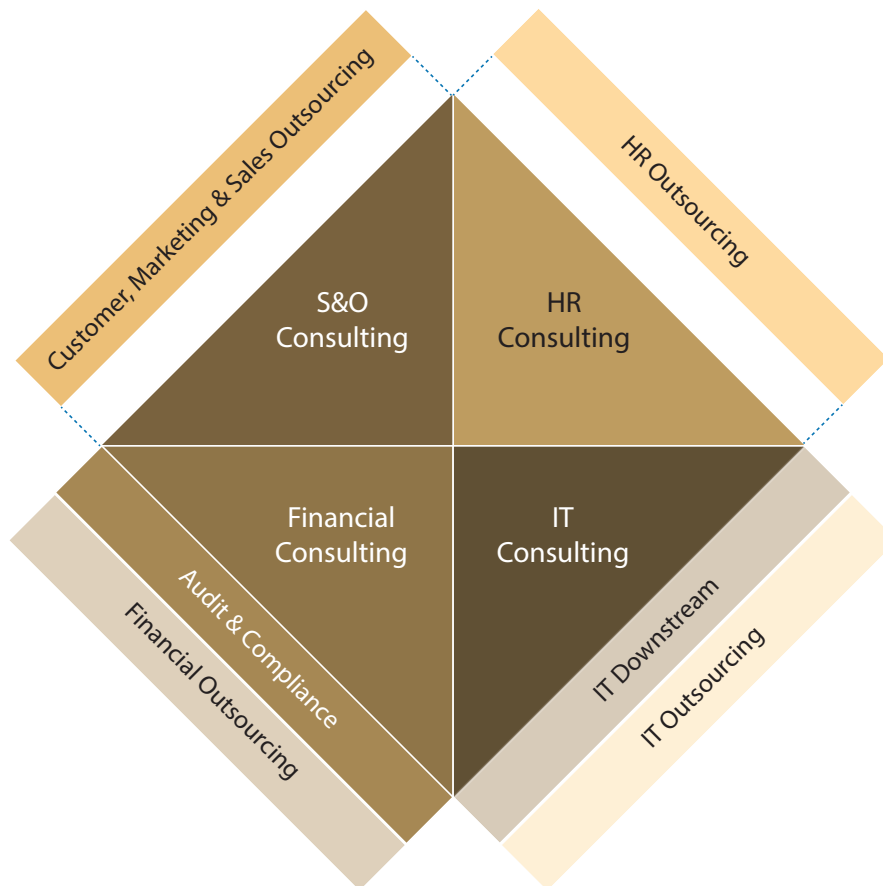 Customer, Marketing & Sales Outsourcing
HR Outsourcing
S&O
Consulting
HR
Consulting
Financial
Consulting
IT
Consulting
Audit & Compliance
Financial Outsourcing
IT Downstream
IT Outsourcing